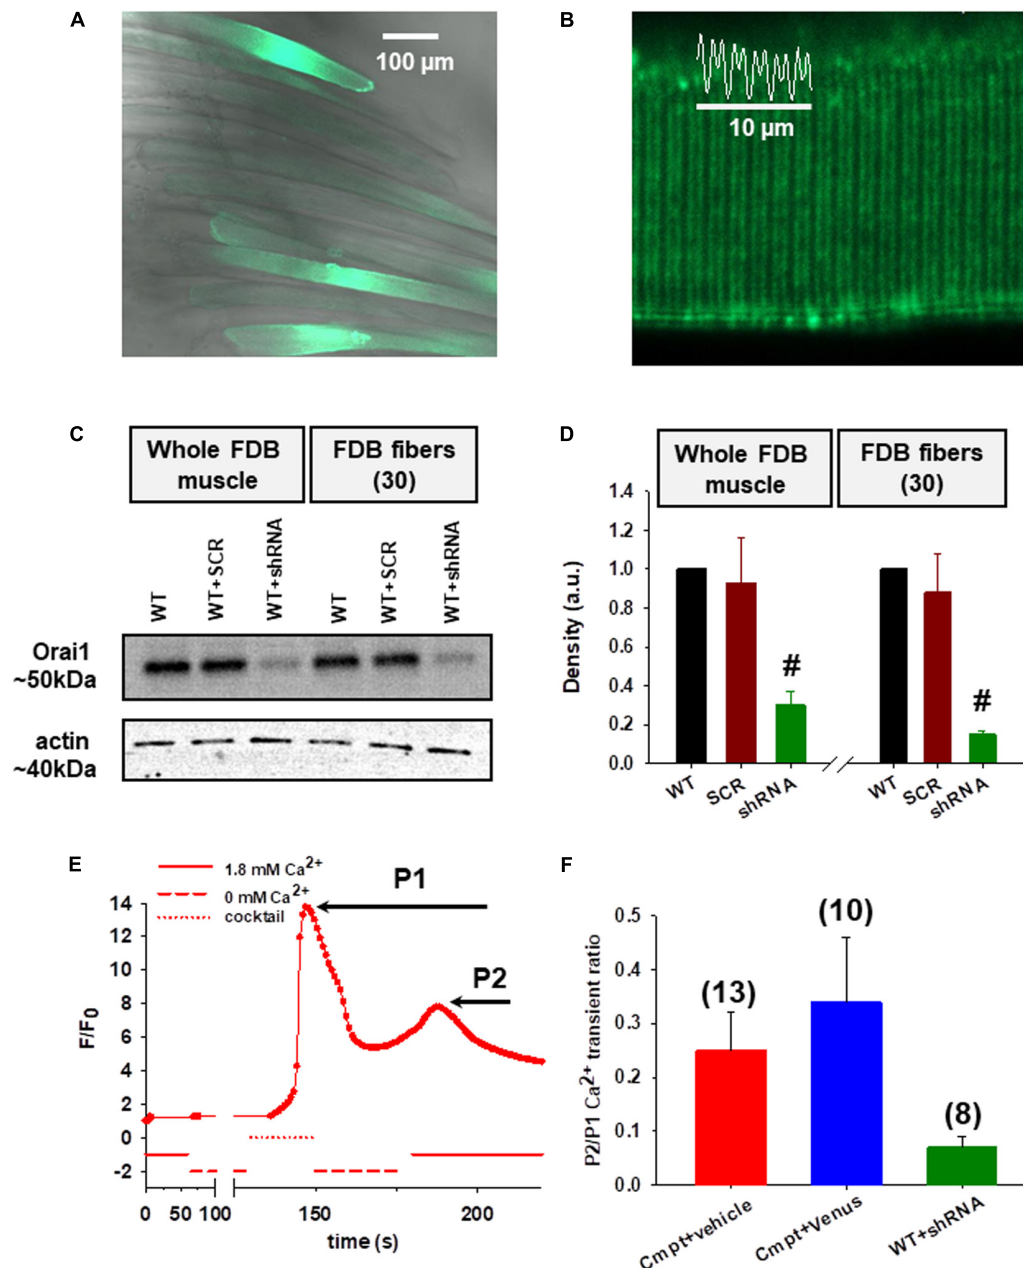 A
100 µm
B
10 µm
C
Whole FDB
muscle
FDB fibers
(30)
WT
WT+SCR
WT+shRNA
WT
WT+SCR
WT+shRNA
Orai1
~50kDa
actin
~40kDa
D
Whole FDB
muscle
FDB fibers
(30)
Density (a.u.)
1.4
1.2
1.0
0.8
0.6
0.4
0.2
0.0
#
#
WT
SCR
shRNA
WT
SCR
shRNA
E
1.8 mM Ca2+
0 mM Ca2+
cocktail
P1
P2
F/F0
14
12
10
8
6
4
2
0
-2
0
50
100
150
200
time (s)
F
P2/P1 Ca2+ transient ratio
0.5
0.4
0.3
0.2
0.1
0.0
(13)
(10)
(8)
Cmpt+vehicle
Cmpt+Venus
WT+shRNA